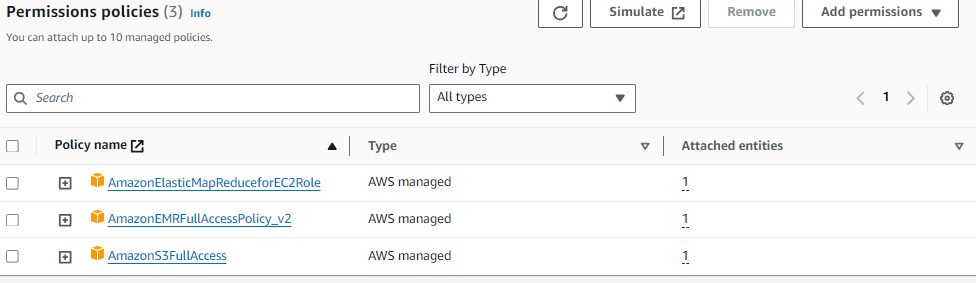 Permissions policies (3) Info
Simulate
Remove
Add permissions
You can attach up to 10 managed policies.
Filter by Type
Search
All types
1
Policy name
Type
Attached entities
AmazonElasticMapReduceforEC2Role AWS managed 1
AmazonEMRFullAccessPolicy_v2 AWS managed 1
AmazonS3FullAccess AWS managed 1